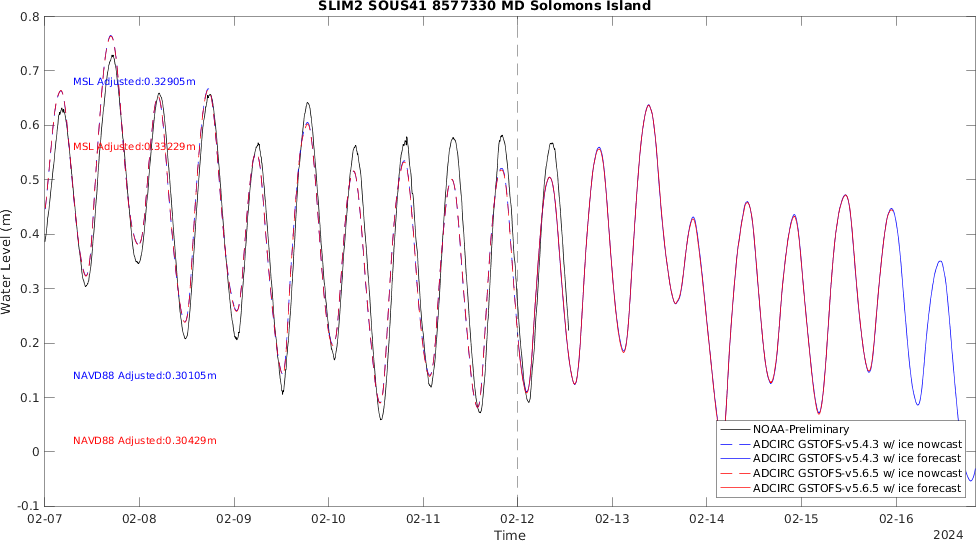 SLIM2 SOUS41 8577330 MD Solomons Island
0.8
0.7
0.6
0.5
0.4
0.3
0.2
0.1
0
-0.1
Water Level (m)
MSL Adjusted:0.32905m
MSL Adjusted:0.33229m
NAVD88 Adjusted:0.30105m
NAVD88 Adjusted:0.30429m
NOAA-Preliminary
ADCIRC GSTOFS-v5.4.3 w/ ice nowcast
ADCIRC GSTOFS-v5.4.3 w/ ice forecast
ADCIRC GSTOFS-v5.6.5 w/ ice nowcast
ADCIRC GSTOFS-v5.6.5 w/ ice forecast
02-07 02-08 02-09 02-10 02-11 02-12 02-13 02-14 02-15 02-16
Time
2024